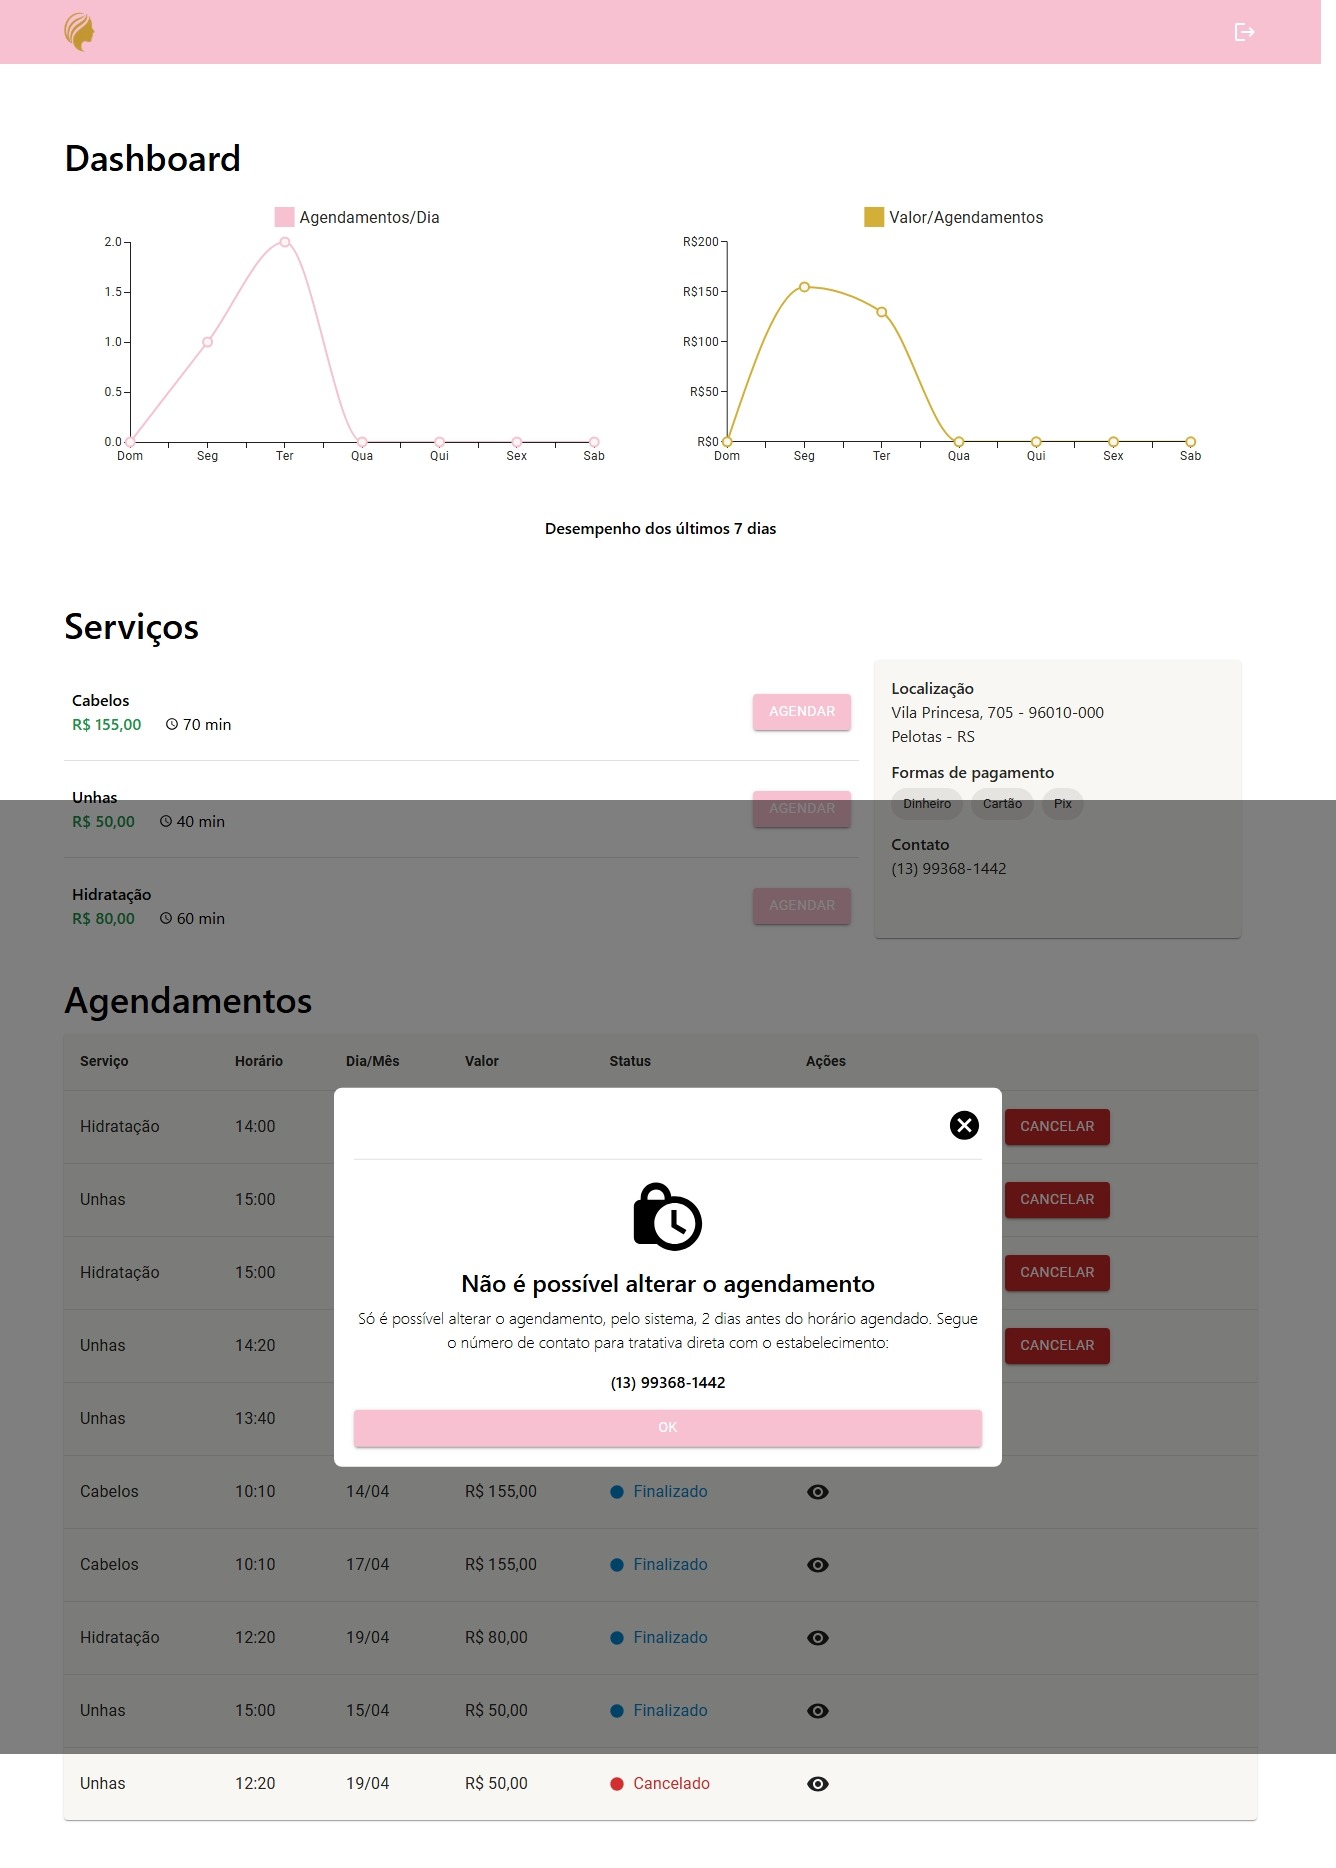 Dashboard
Agendamentos/Dia
2.0
1.5
1.0
0.5
0.0
Dom Seg Ter Qua Qui Sex Sab
Valor/Agendamentos
R$200
R$150
R$100
R$50
R$0
Dom Seg Ter Qua Qui Sex Sab
Desempenho dos últimos 7 dias
Serviços
Cabelos
R$ 155,00 70 min
AGENDAR
Unhas
R$ 50,00 40 min
AGENDAR
Hidratação
R$ 80,00 60 min
AGENDAR
Localização
Vila Princesa, 705 - 96010-000
Pelotas - RS
Formas de pagamento
Dinheiro Cartão Pix
Contato
(13) 99368-1442
Agendamentos
Serviço Horário Dia/Mês Valor Status Ações
Hidratação 14:00 CANCELAR
Unhas 15:00 CANCELAR
Hidratação 15:00 CANCELAR
Unhas 14:20 CANCELAR
Unhas 13:40
Não é possível alterar o agendamento
Só é possível alterar o agendamento, pelo sistema, 2 dias antes do horário agendado. Segue
o número de contato para tratativa direta com o estabelecimento:
(13) 99368-1442
OK
Cabelos 10:10 14/04 R$ 155,00 Finalizado
Cabelos 10:10 17/04 R$ 155,00 Finalizado
Hidratação 12:20 19/04 R$ 80,00 Finalizado
Unhas 15:00 15/04 R$ 50,00 Finalizado
Unhas 12:20 19/04 R$ 50,00 Cancelado